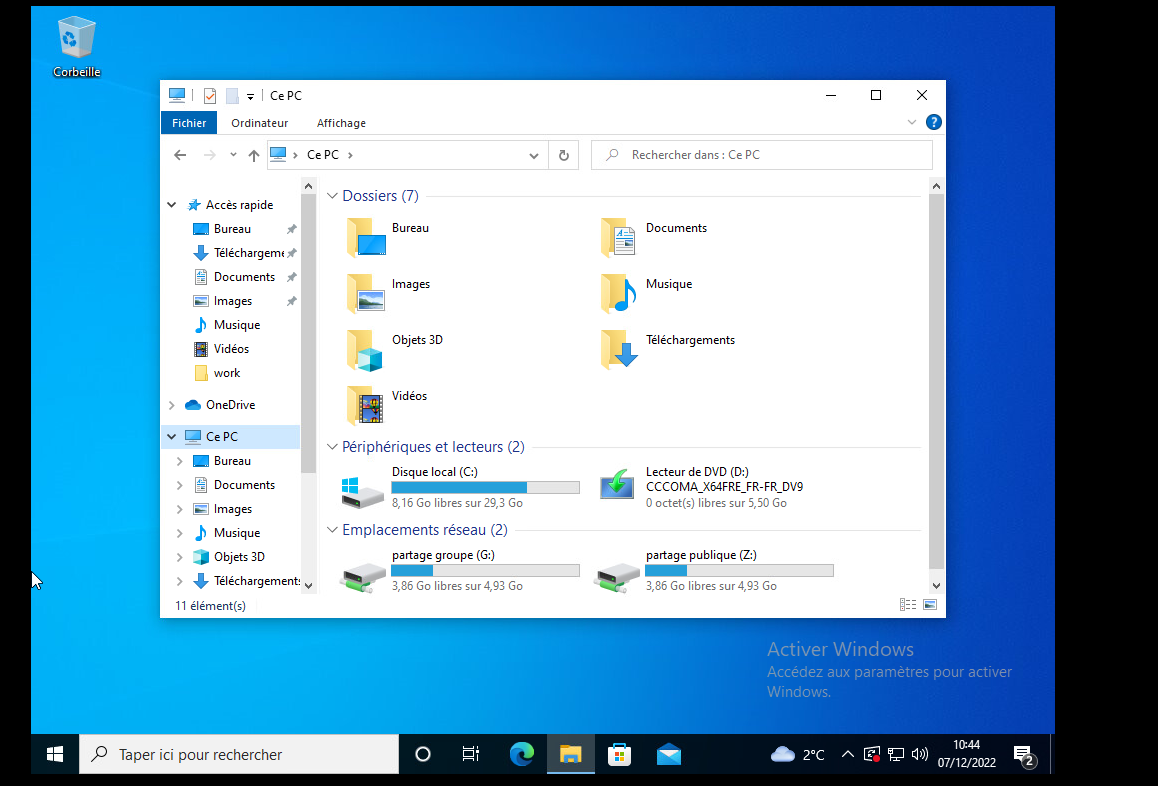 Corbeille
Ce PC
Fichier
Ordinateur
Affichage
?
Ce PC
Rechercher dans : Ce PC
Accès rapide
Bureau
Téléchargeme
Documents
Images
Musique
Vidéos
work
OneDrive
Ce PC
Bureau
Documents
Images
Musique
Objets 3D
Téléchargements
11 élément(s)
Dossiers (7)
Bureau
Documents
Images
Musique
Objets 3D
Téléchargements
Vidéos
Périphériques et lecteurs (2)
Disque local (C:)
8,16 Go libres sur 29,3 Go
Lecteur de DVD (D:)
CCCOMA_X64FRE_FR-FR_DV9
0 octet(s) libres sur 5,50 Go
Emplacements réseau (2)
partage groupe (G:)
3,86 Go libres sur 4,93 Go
partage publique (Z:)
3,86 Go libres sur 4,93 Go
Activer Windows
Accédez aux paramètres pour activer
Windows.
Taper ici pour rechercher
2°C
10:44
07/12/2022
2